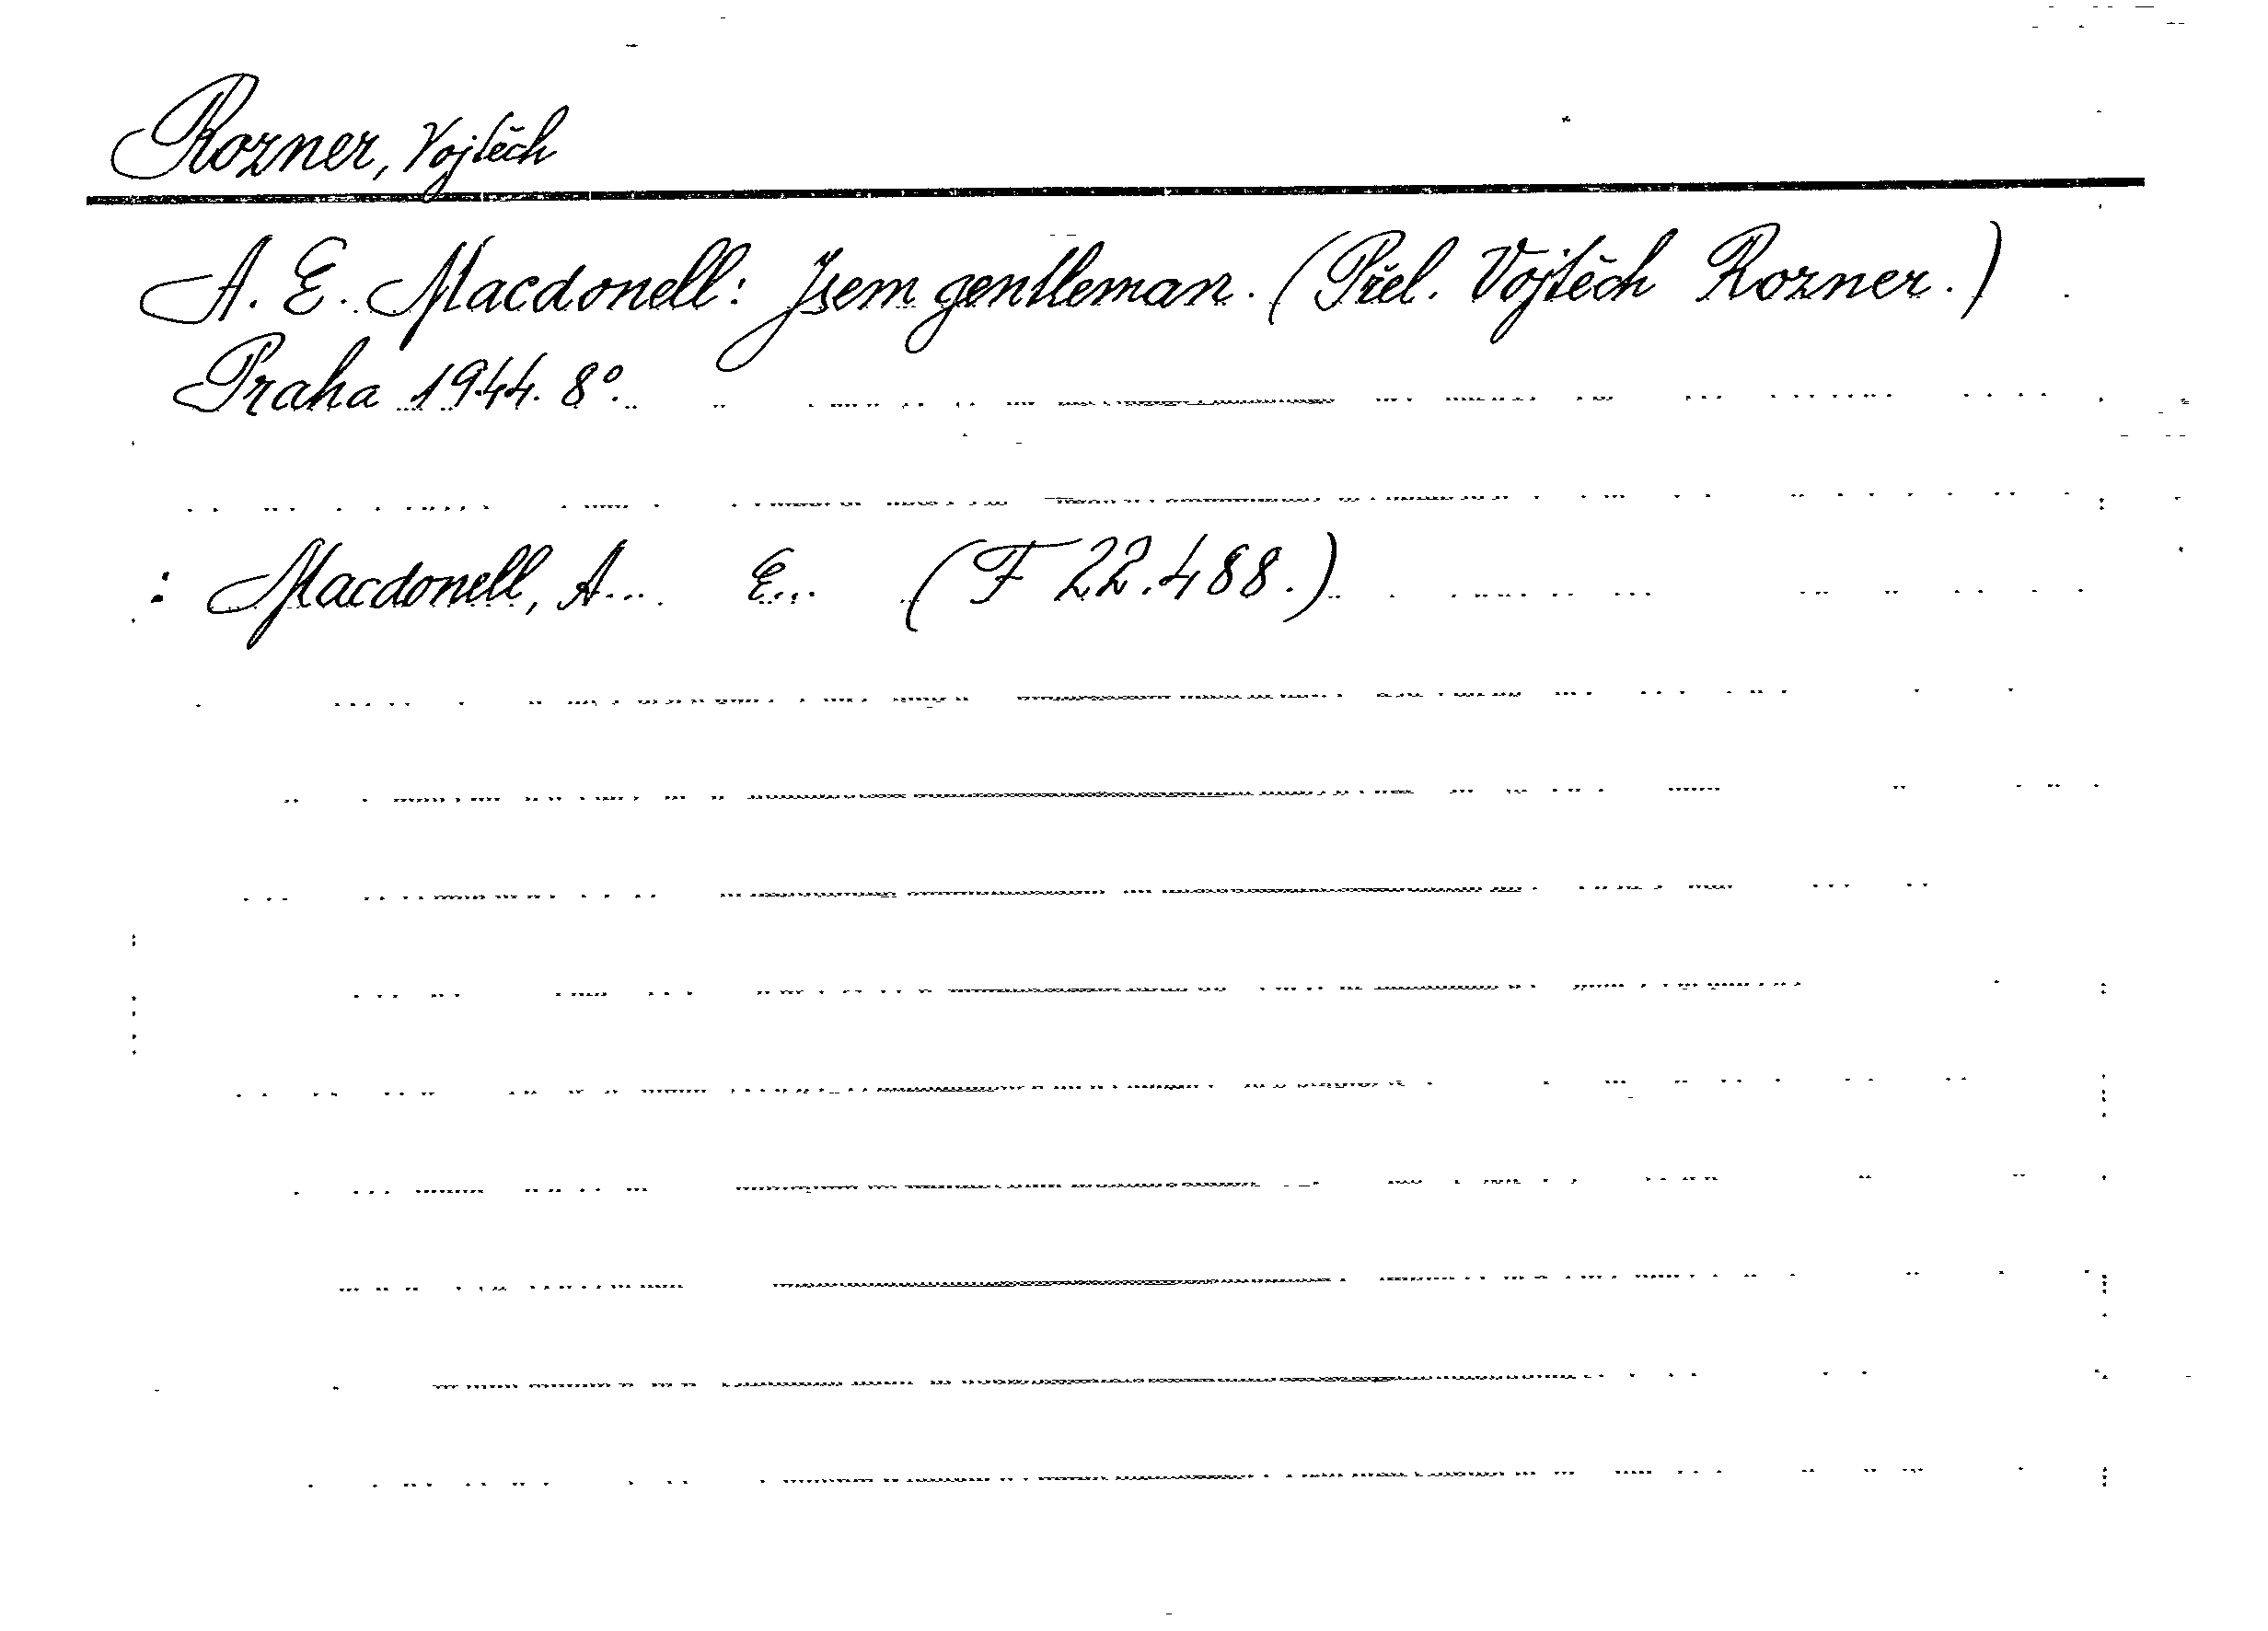 Rozner, Vojtěch
A. E. Macdonell: Jsem gentleman. (Přel. Vojtěch Rozner.)
Praha 1944. 8°.
: Macdonell, A... E... (F 22.488.)